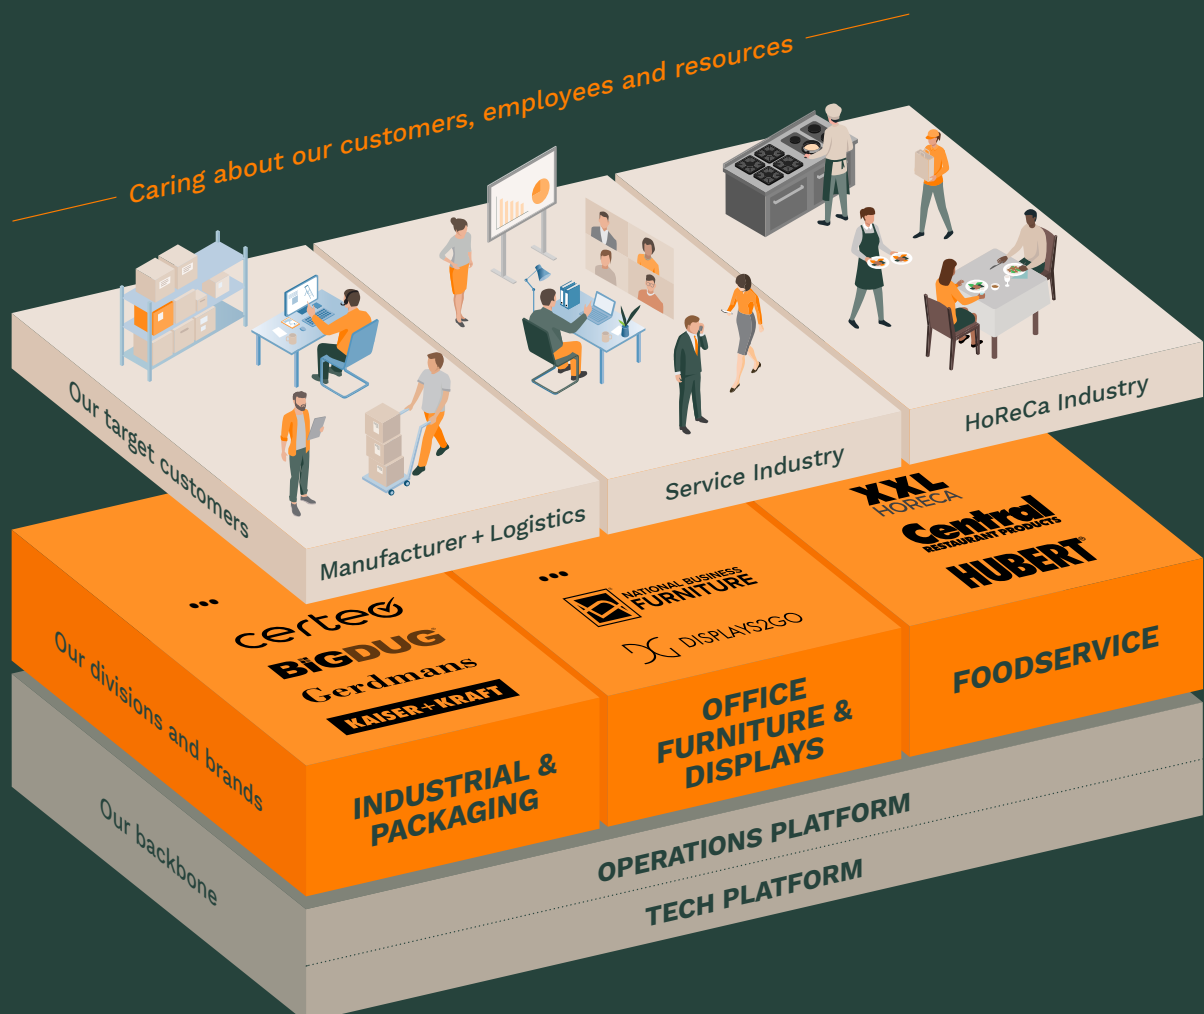 Caring about our customers, employees and resources
Our target customers
Manufacturer + Logistics
Service Industry
HoReCa Industry
Our divisions and brands
•••
certeo
BiGDUG®
Gerdmans
KAISER+KRAFT
INDUSTRIAL &
PACKAGING
•••
NATIONAL BUSINESS
FURNITURE
DISPLAYS2GO
OFFICE
FURNITURE &
DISPLAYS
XXL
HORECA
Central
RESTAURANT PRODUCTS
HUBERT®
FOODSERVICE
Our backbone
OPERATIONS PLATFORM
TECH PLATFORM